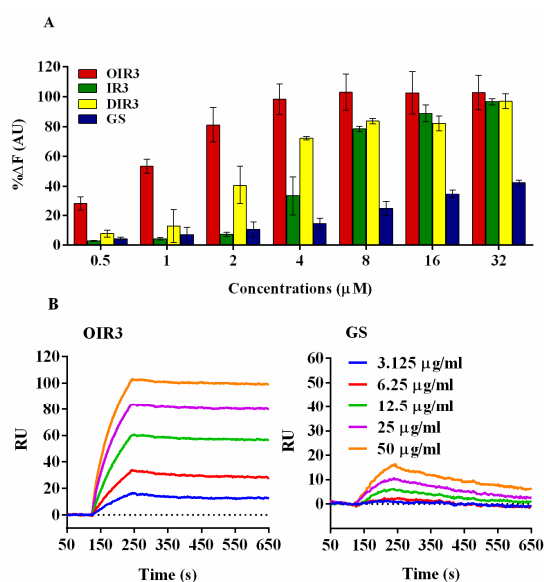 A
OIR3
IR3
DIR3
GS
%ΔF (AU)
120
100
80
60
40
20
0
0.5 1 2 4 8 16 32
Concentrations (μM)
B
OIR3
RU
120
100
80
60
40
20
0
50 150 250 350 450 550 650
Time (s)
GS
3.125 μg/ml
6.25 μg/ml
12.5 μg/ml
25 μg/ml
50 μg/ml
RU
60
50
40
30
20
10
0
-10
50 150 250 350 450 550 650
Time (s)